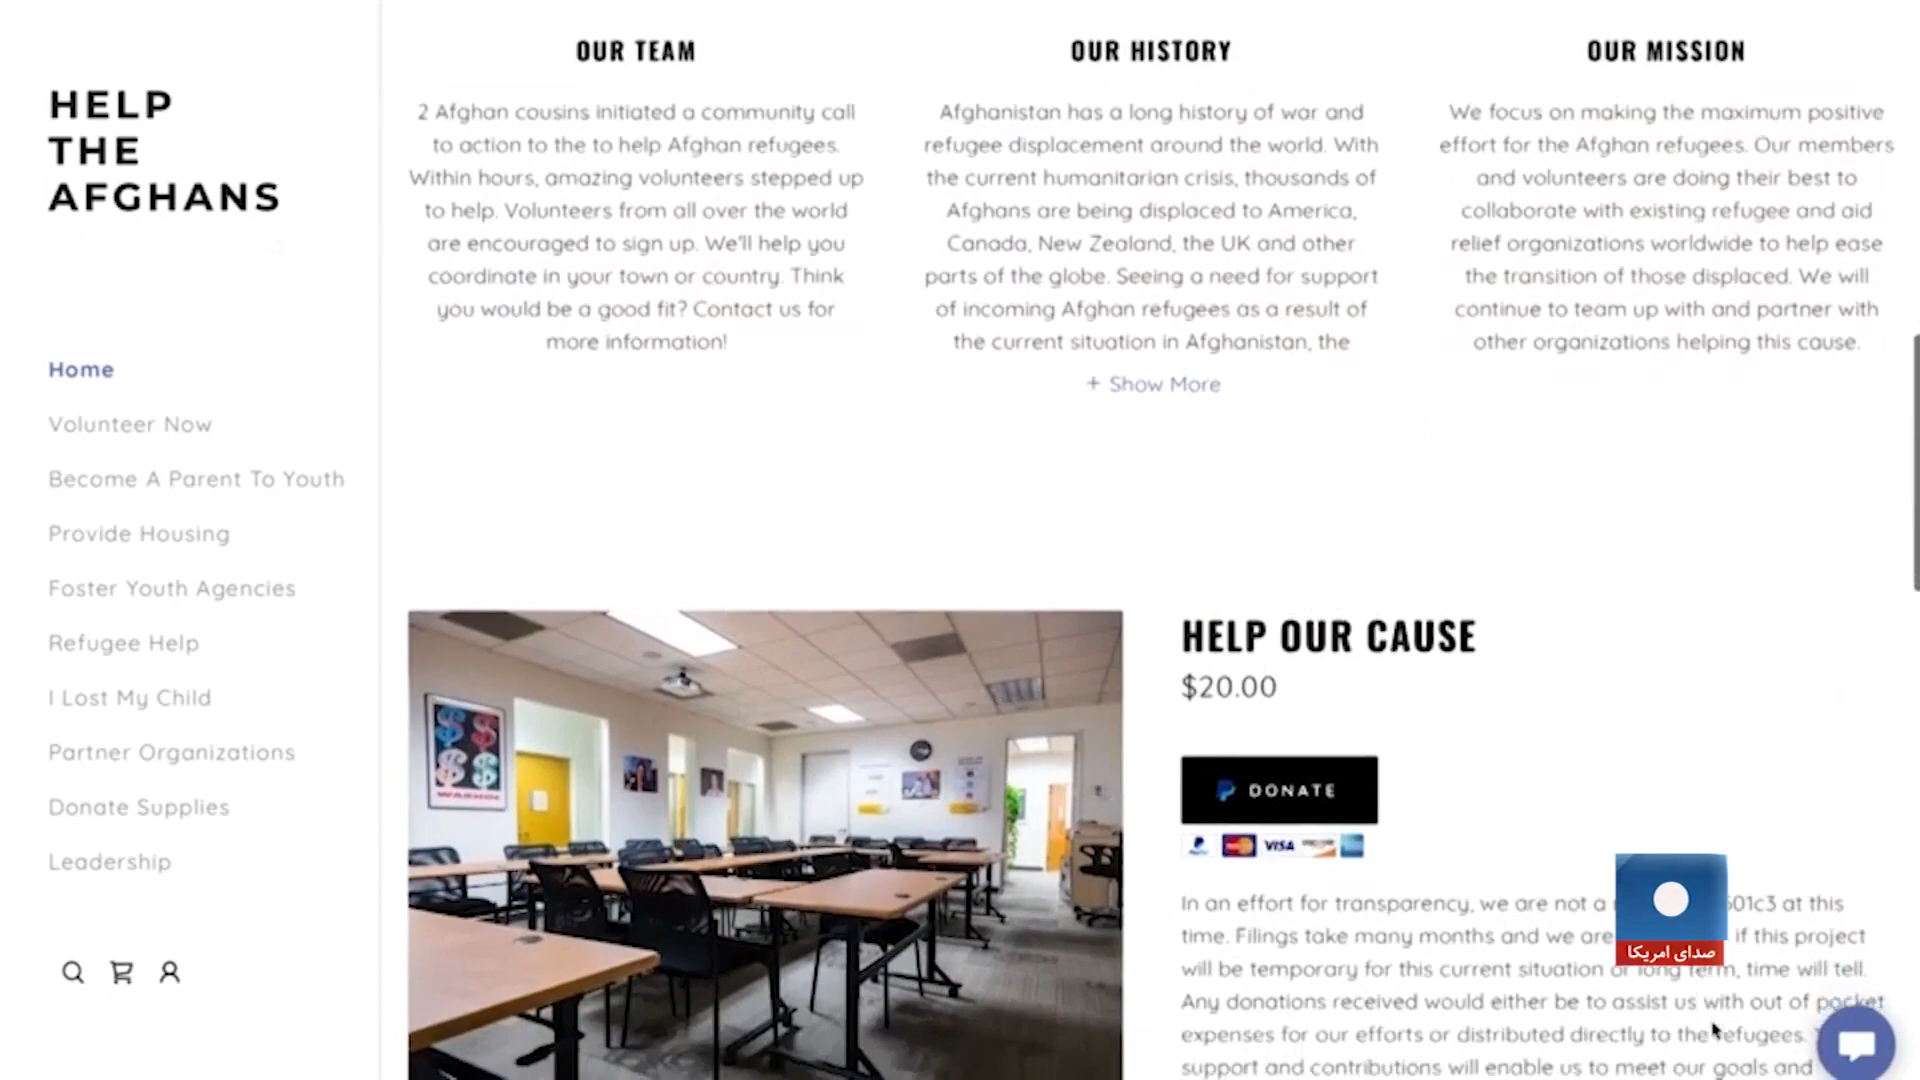 HELP
THE
AFGHANS
Home
Volunteer Now
Become A Parent To Youth
Provide Housing
Foster Youth Agencies
Refugee Help
I Lost My Child
Partner Organizations
Donate Supplies
Leadership
OUR TEAM
2 Afghan cousins initiated a community call
to action to the to help Afghan refugees.
Within hours, amazing volunteers stepped up
to help. Volunteers from all over the world
are encouraged to sign up. We'll help you
coordinate in your town or country. Think
you would be a good fit? Contact us for
more information!
OUR HISTORY
Afghanistan has a long history of war and
refugee displacement around the world. With
the current humanitarian crisis, thousands of
Afghans are being displaced to America,
Canada, New Zealand, the UK and other
parts of the globe. Seeing a need for support
of incoming Afghan refugees as a result of
the current situation in Afghanistan, the
+ Show More
OUR MISSION
We focus on making the maximum positive
effort for the Afghan refugees. Our members
and volunteers are doing their best to
collaborate with existing refugee and aid
relief organizations worldwide to help ease
the transition of those displaced. We will
continue to team up with and partner with
other organizations helping this cause.
WARHOL
HELP OUR CAUSE
$20.00
DONATE
VISA
In an effort for transparency, we are not a 501c3 at this
time. Filings take many months and we are if this project
will be temporary for this current situation or long term, time will tell.
Any donations received would either be to assist us with out of pocket
expenses for our efforts or distributed directly to the refugees.
support and contributions will enable us to meet our goals and
صدای امریکا